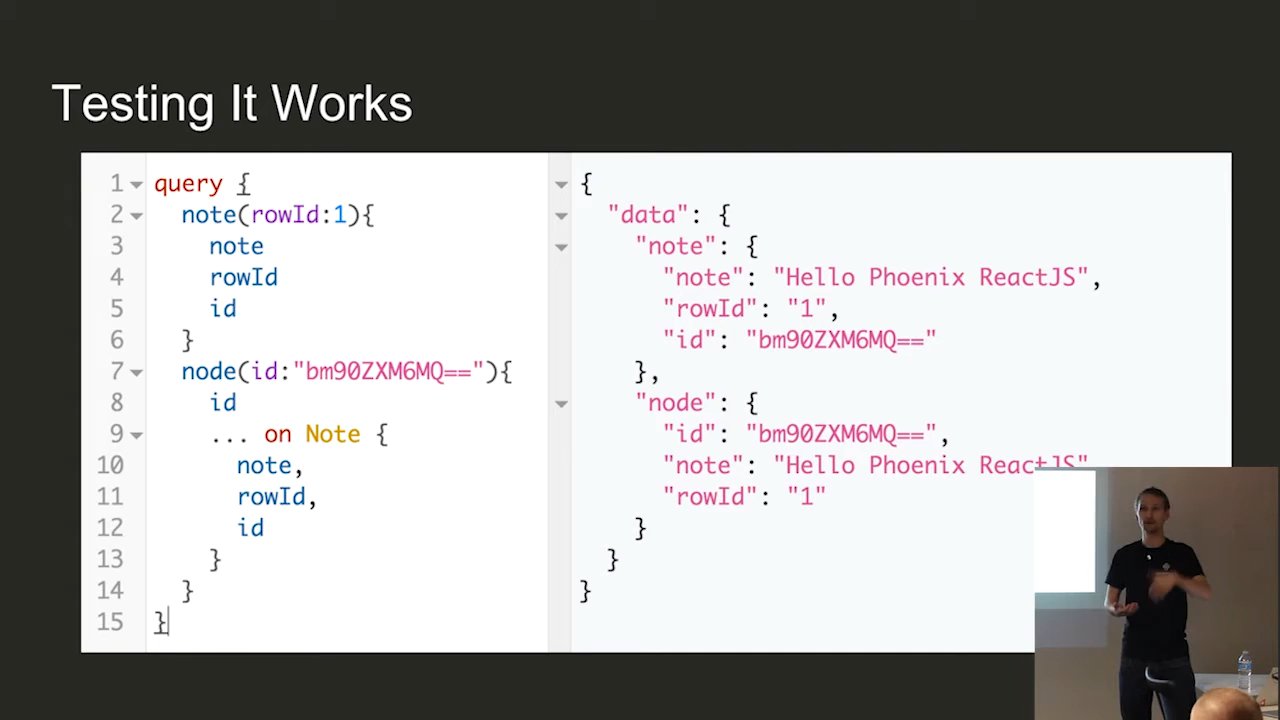 Testing It Works
1 query {
2 note(rowId:1){
3 note
4 rowId
5 id
6 }
7 node(id:"bm90ZXM6MQ=="){
8 id
9 ... on Note {
10 note,
11 rowId,
12 id
13 }
14 }
15 }
{
"data": {
"note": {
"note": "Hello Phoenix ReactJS",
"rowId": "1",
"id": "bm90ZXM6MQ=="
},
"node": {
"id": "bm90ZXM6MQ==",
"note": "Hello Phoenix ReactJS"
"rowId": "1"
}
}
}